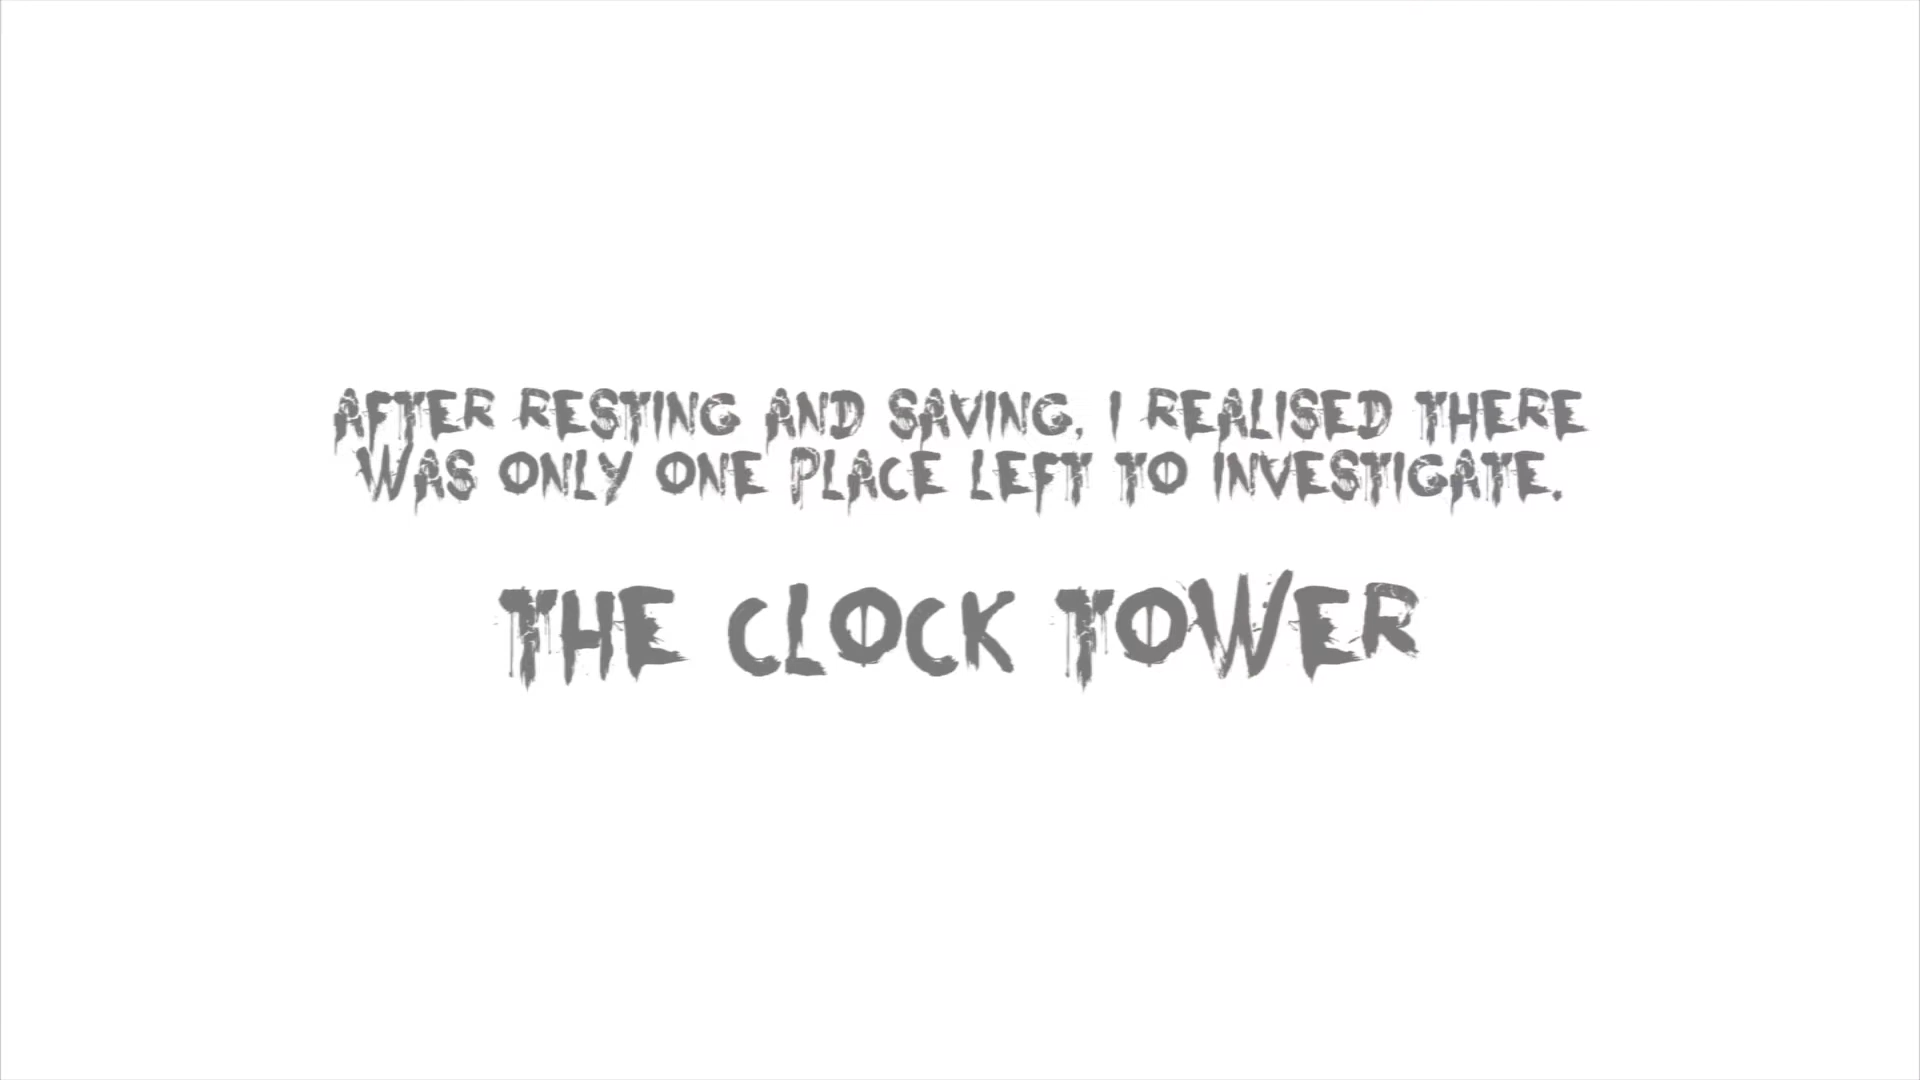 AFTER RESTING AND SAVING, I REALISED THERE
WAS ONLY ONE PLACE LEFT TO INVESTIGATE.
THE CLOCK TOWER